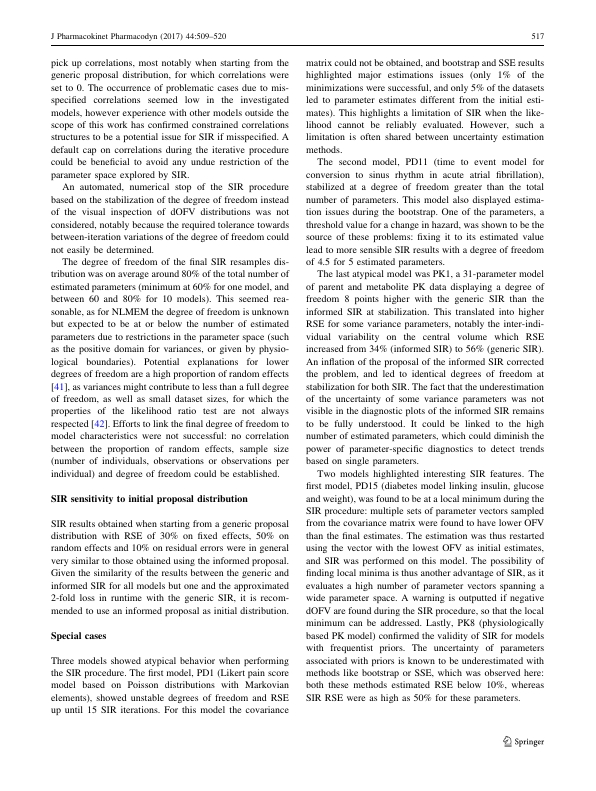 J Pharmacokinet Pharmacodyn (2017) 44:509–520
517
pick up correlations, most notably when starting from the
generic proposal distribution, for which correlations were
set to 0. The occurrence of problematic cases due to mis-
specified correlations seemed low in the investigated
models, however experience with other models outside the
scope of this work has confirmed constrained correlations
structures to be a potential issue for SIR if misspecified. A
default cap on correlations during the iterative procedure
could be beneficial to avoid any undue restriction of the
parameter space explored by SIR.
An automated, numerical stop of the SIR procedure
based on the stabilization of the degree of freedom instead
of the visual inspection of dOFV distributions was not
considered, notably because the required tolerance towards
between-iteration variations of the degree of freedom could
not easily be determined.
The degree of freedom of the final SIR resamples dis-
tribution was on average around 80% of the total number of
estimated parameters (minimum at 60% for one model, and
between 60 and 80% for 10 models). This seemed rea-
sonable, as for NLMEM the degree of freedom is unknown
but expected to be at or below the number of estimated
parameters due to restrictions in the parameter space (such
as the positive domain for variances, or given by physio-
logical boundaries). Potential explanations for lower
degrees of freedom are a high proportion of random effects
[41], as variances might contribute to less than a full degree
of freedom, as well as small dataset sizes, for which the
properties of the likelihood ratio test are not always
respected [42]. Efforts to link the final degree of freedom to
model characteristics were not successful: no correlation
between the proportion of random effects, sample size
(number of individuals, observations or observations per
individual) and degree of freedom could be established.
SIR sensitivity to initial proposal distribution
SIR results obtained when starting from a generic proposal
distribution with RSE of 30% on fixed effects, 50% on
random effects and 10% on residual errors were in general
very similar to those obtained using the informed proposal.
Given the similarity of the results between the generic and
informed SIR for all models but one and the approximated
2-fold loss in runtime with the generic SIR, it is recom-
mended to use an informed proposal as initial distribution.
Special cases
Three models showed atypical behavior when performing
the SIR procedure. The first model, PD1 (Likert pain score
model based on Poisson distributions with Markovian
elements), showed unstable degrees of freedom and RSE
up until 15 SIR iterations. For this model the covariance
matrix could not be obtained, and bootstrap and SSE results
highlighted major estimations issues (only 1% of the
minimizations were successful, and only 5% of the datasets
led to parameter estimates different from the initial esti-
mates). This highlights a limitation of SIR when the like-
lihood cannot be reliably evaluated. However, such a
limitation is often shared between uncertainty estimation
methods.
The second model, PD11 (time to event model for
conversion to sinus rhythm in acute atrial fibrillation),
stabilized at a degree of freedom greater than the total
number of parameters. This model also displayed estima-
tion issues during the bootstrap. One of the parameters, a
threshold value for a change in hazard, was shown to be the
source of these problems: fixing it to its estimated value
lead to more sensible SIR results with a degree of freedom
of 4.5 for 5 estimated parameters.
The last atypical model was PK1, a 31-parameter model
of parent and metabolite PK data displaying a degree of
freedom 8 points higher with the generic SIR than the
informed SIR at stabilization. This translated into higher
RSE for some variance parameters, notably the inter-indi-
vidual variability on the central volume which RSE
increased from 34% (informed SIR) to 56% (generic SIR).
An inflation of the proposal of the informed SIR corrected
the problem, and led to identical degrees of freedom at
stabilization for both SIR. The fact that the underestimation
of the uncertainty of some variance parameters was not
visible in the diagnostic plots of the informed SIR remains
to be fully understood. It could be linked to the high
number of estimated parameters, which could diminish the
power of parameter-specific diagnostics to detect trends
based on single parameters.
Two models highlighted interesting SIR features. The
first model, PD15 (diabetes model linking insulin, glucose
and weight), was found to be at a local minimum during the
SIR procedure: multiple sets of parameter vectors sampled
from the covariance matrix were found to have lower OFV
than the final estimates. The estimation was thus restarted
using the vector with the lowest OFV as initial estimates,
and SIR was performed on this model. The possibility of
finding local minima is thus another advantage of SIR, as it
evaluates a high number of parameter vectors spanning a
wide parameter space. A warning is outputted if negative
dOFV are found during the SIR procedure, so that the local
minimum can be addressed. Lastly, PK8 (physiologically
based PK model) confirmed the validity of SIR for models
with frequentist priors. The uncertainty of parameters
associated with priors is known to be underestimated with
methods like bootstrap or SSE, which was observed here:
both these methods estimated RSE below 10%, whereas
SIR RSE were as high as 50% for these parameters.
Springer